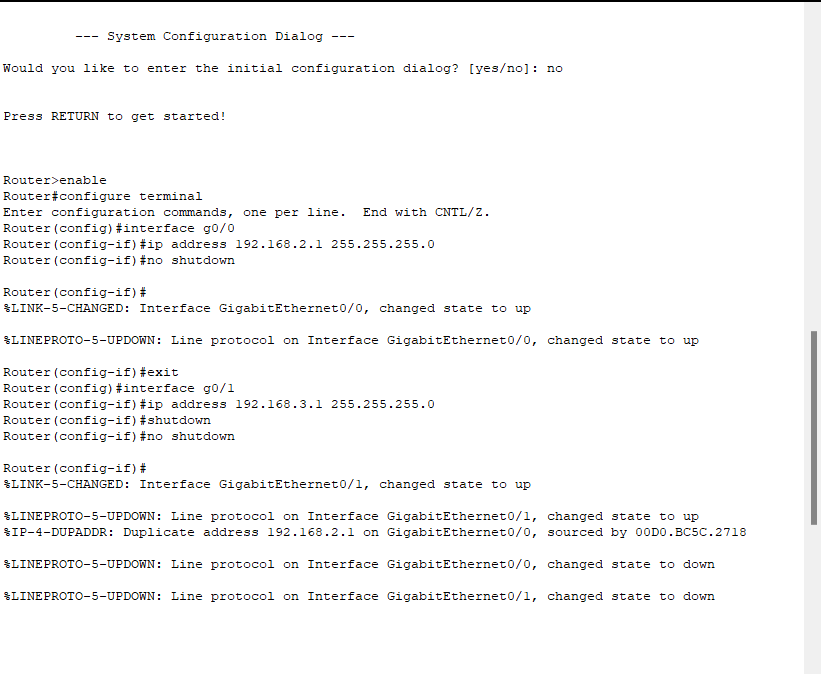 --- System Configuration Dialog ---
Would you like to enter the initial configuration dialog? [yes/no]: no
Press RETURN to get started!
Router>enable
Router#configure terminal
Enter configuration commands, one per line.  End with CNTL/Z.
Router(config)#interface g0/0
Router(config-if)#ip address 192.168.2.1 255.255.255.0
Router(config-if)#no shutdown
Router(config-if)#
%LINK-5-CHANGED: Interface GigabitEthernet0/0, changed state to up
%LINEPROTO-5-UPDOWN: Line protocol on Interface GigabitEthernet0/0, changed state to up
Router(config-if)#exit
Router(config)#interface g0/1
Router(config-if)#ip address 192.168.3.1 255.255.255.0
Router(config-if)#shutdown
Router(config-if)#no shutdown
Router(config-if)#
%LINK-5-CHANGED: Interface GigabitEthernet0/1, changed state to up
%LINEPROTO-5-UPDOWN: Line protocol on Interface GigabitEthernet0/1, changed state to up
%IP-4-DUPADDR: Duplicate address 192.168.2.1 on GigabitEthernet0/0, sourced by 00D0.BC5C.2718
%LINEPROTO-5-UPDOWN: Line protocol on Interface GigabitEthernet0/0, changed state to down
%LINEPROTO-5-UPDOWN: Line protocol on Interface GigabitEthernet0/1, changed state to down